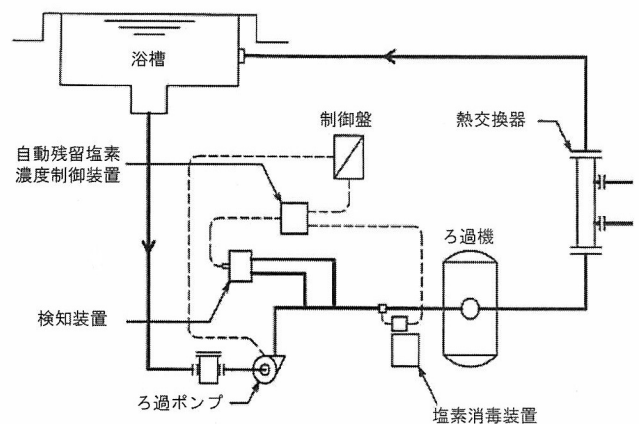 浴槽
制御盤
熱交換器
自動残留塩素
濃度制御装置
ろ過機
検知装置
ろ過ポンプ
塩素消毒装置